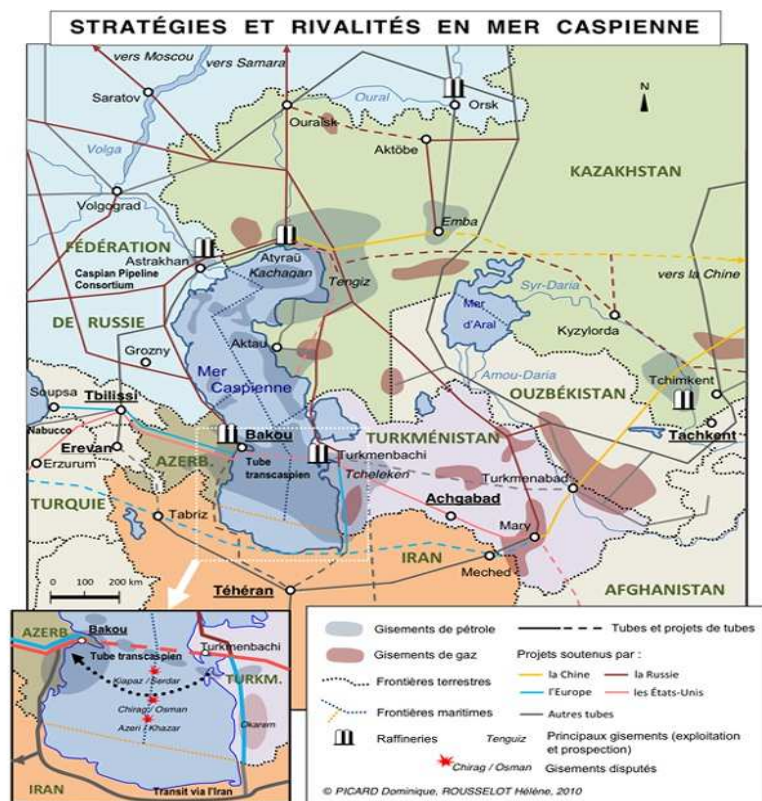 STRATÉGIES ET RIVALITÉS EN MER CASPIENNE
vers Moscou
vers Samara
N
Saratov
Oural
Orsk
Ouralsk
Aktöbe
Volga
KAZAKHSTAN
Volgograd
Emba
FÉDÉRATION
Astrakhan
Atyraü
Kachagan
Caspian Pipeline
Consortium
Tengiz
vers la Chine
Syr-Daria
Mer
d'Aral
DE RUSSIE
Kyzylorda
Aktau
Grozny
Mer
Caspienne
Amou-Daria
OUZBÉKISTAN
Tchimkent
Soupsa
Tbilissi
Nabucco
Bakou
TURKMÉNISTAN
Tachkent
Erevan
AZERB.
Turkmenbachi
Erzurum
Tube
transcaspien
Tcheleken
Turkmenabad
TURQUIE
Achgabad
Tabriz
Mary
IRAN
Meched
0 100 200 km
Téhéran
AFGHANISTAN
AZERB
Bakou
Tube transcaspien
Turkmenbachi
Kiapaz / Serdar
TURKM.
Chirag / Osman
Okarem
Azeri / Khazar
IRAN
Transit via l'Iran
Gisements de pétrole
Tubes et projets de tubes
Gisements de gaz
Projets soutenus par :
la Chine
la Russie
Frontières terrestres
l'Europe
les États-Unis
Frontières maritimes
Autres tubes
Raffineries
Tenguiz
Principaux gisements (exploitation
et prospection)
Chirag / Osman
Gisements disputés
© PICARD Dominique, ROUSSELOT Hélène, 2010